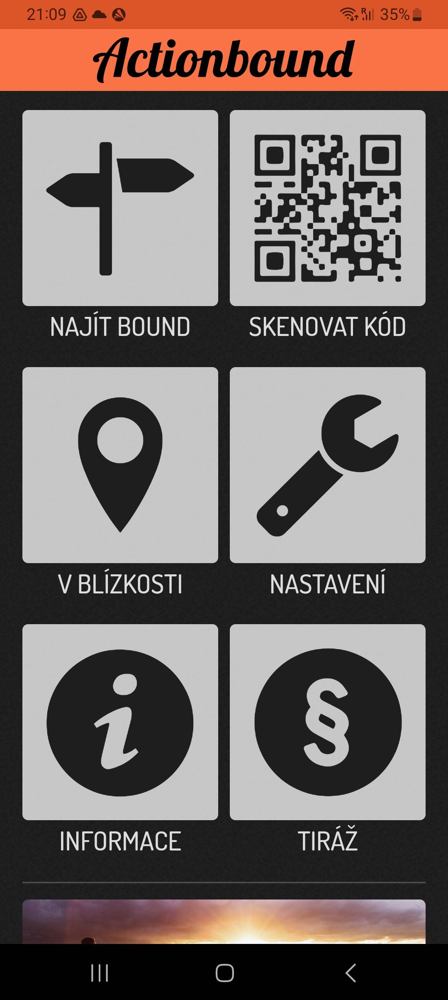 21:09
R
35%
Actionbound
NAJÍT BOUND
SKENOVAT KÓD
V BLÍZKOSTI
NASTAVENÍ
INFORMACE
TIRÁŽ